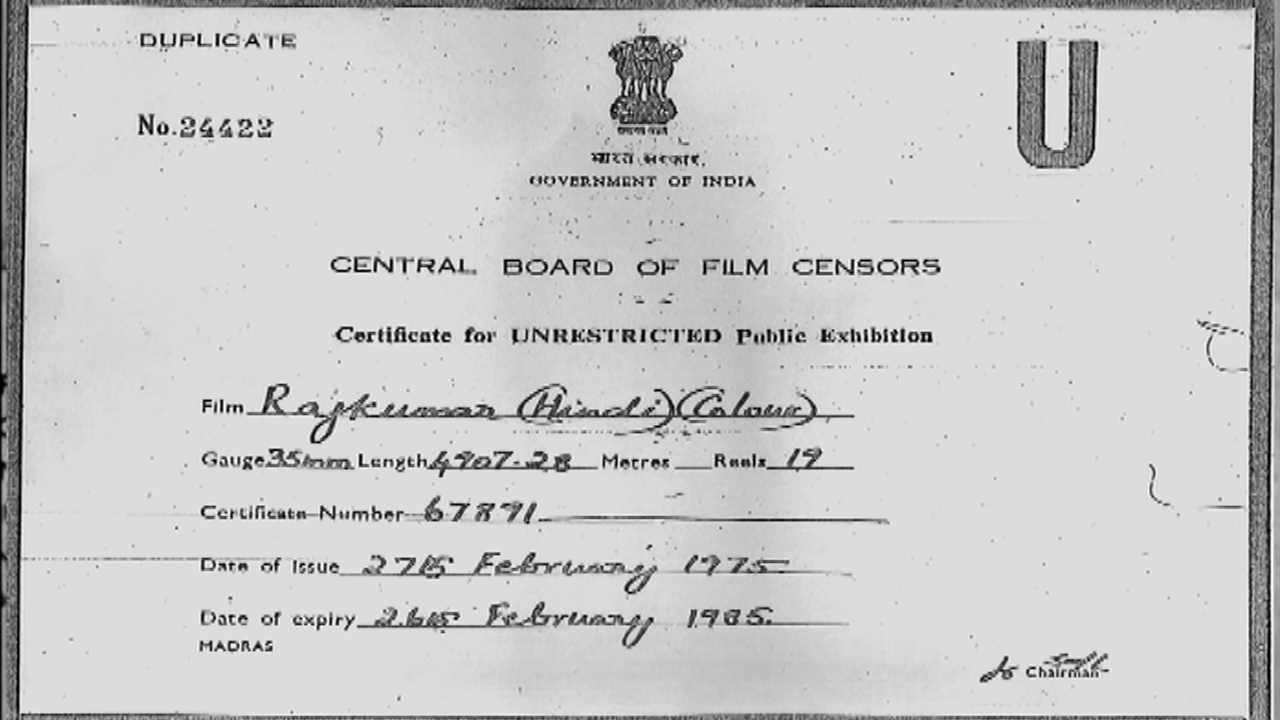 DUPLICATE
U
No.24422
भारत सरकार
GOVERNMENT OF INDIA
CENTRAL BOARD OF FILM CENSORS
Certificate for UNRESTRICTED Public Exhibition
Film Rajkumar (Hindi) (Colour)
Gauge 35mm Length 4907-28 Metres Reels 19
Certificate Number 67891
Date of issue 27th February 1975
Date of expiry 26th February 1985.
MADRAS
Chairman